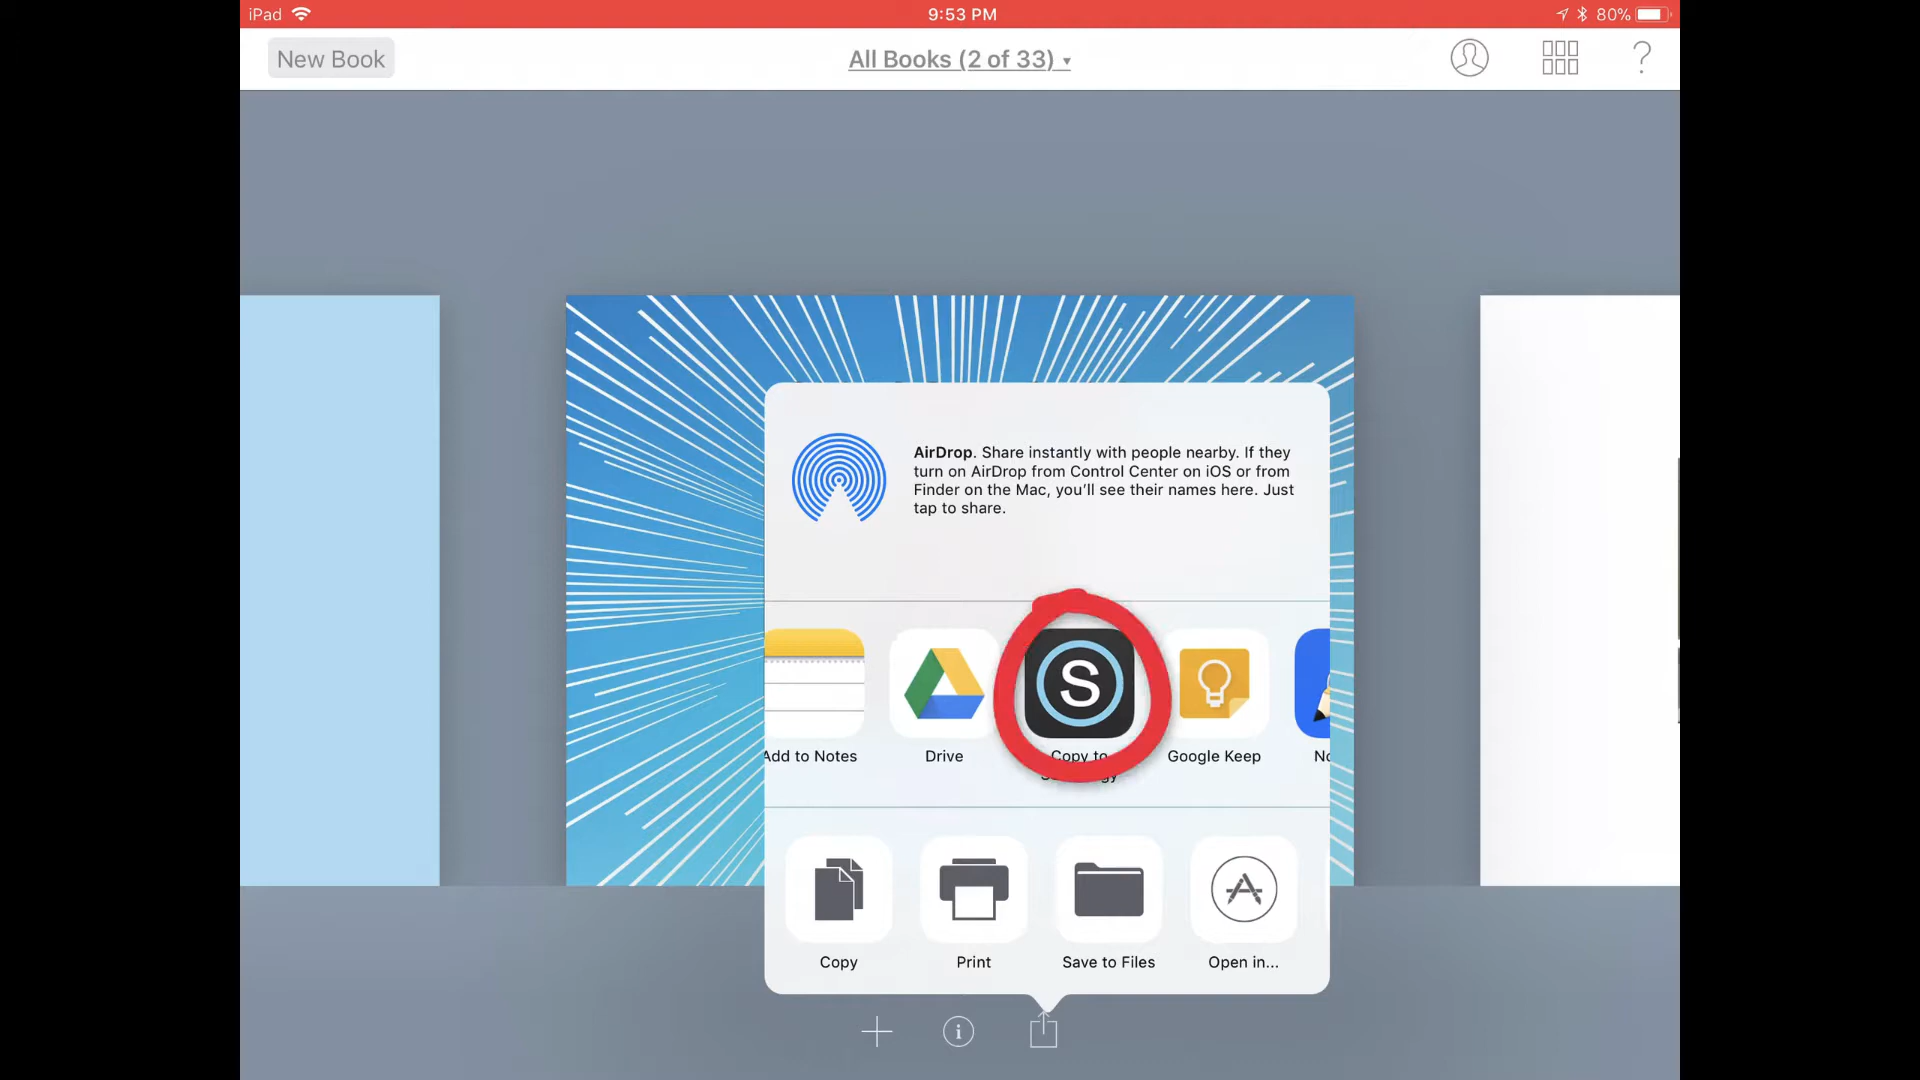 iPad 9:53 PM 80%
New Book All Books (2 of 33) ▾ ?
AirDrop. Share instantly with people nearby. If they
turn on AirDrop from Control Center on iOS or from
Finder on the Mac, you'll see their names here. Just
tap to share.
S
Add to Notes Drive Copy to Google Keep
Copy Print Save to Files Open in...